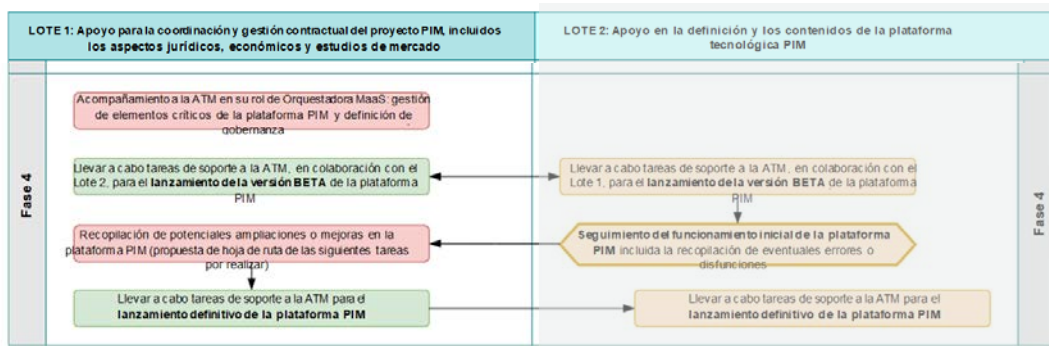 LOTE 1: Apoyo para la coordinación y gestión contractual del proyecto PIM, incluidos
los aspectos jurídicos, económicos y estudios de mercado
LOTE 2: Apoyo en la definición y los contenidos de la plataforma
tecnológica PIM
Fase 4
Acompañamiento a la ATM en su rol de Orquestadora MaaS: gestión
de elementos críticos de la plataforma PIM y definición de
gobernanza
Llevar a cabo tareas de soporte a la ATM, en colaboración con el
Lote 2, para el lanzamiento de la versión BETA de la plataforma
PIM
Llevar a cabo tareas de soporte a la ATM, en colaboración con el
Lote 1, para el lanzamiento de la versión BETA de la plataforma
PIM
Recopilación de potenciales ampliaciones o mejoras en la
plataforma PIM (propuesta de hoja de ruta de las siguientes tareas
por realizar)
Seguimiento del funcionamiento inicial de la plataforma
PIM incluida la recopilación de eventuales errores o
disfunciones
Llevar a cabo tareas de soporte a la ATM para el
lanzamiento definitivo de la plataforma PIM
Llevar a cabo tareas de soporte a la ATM para el
lanzamiento definitivo de la plataforma PIM
Fase 4